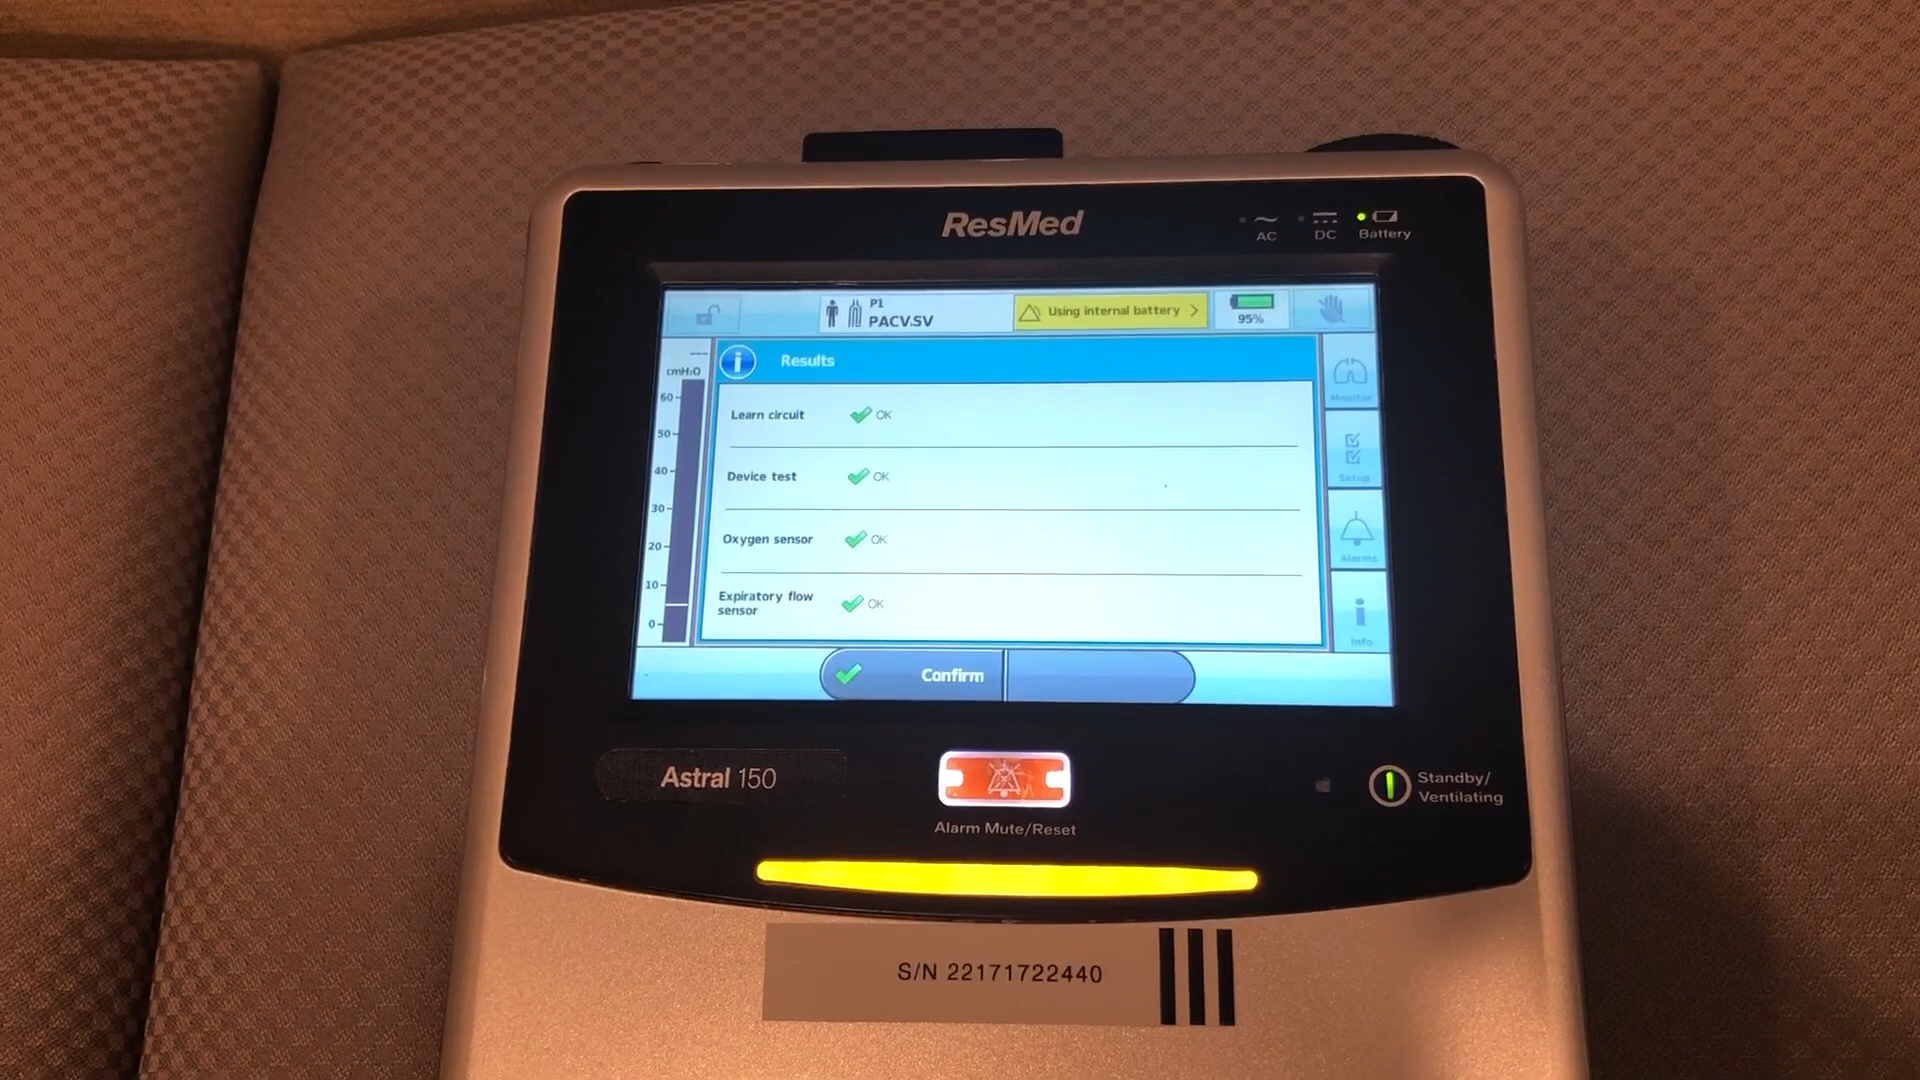 ResMed
AC
DC
Battery
P1
PACV.SV
Using internal battery
95%
Results
cmH₂O
60
50
40
30
20
10
0
Learn circuit
OK
Device test
OK
Oxygen sensor
OK
Expiratory flow
sensor
OK
Monitor
Setup
Alarms
Info
Confirm
Astral 150
Alarm Mute/Reset
Standby/
Ventilating
S/N 22171722440